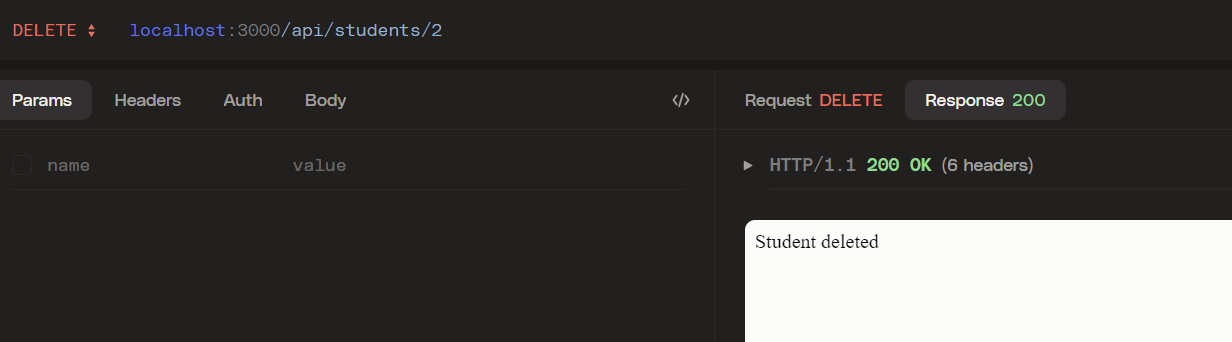 DELETE localhost:3000/api/students/2
Params Headers Auth Body </> Request DELETE Response 200
name value HTTP/1.1 200 OK (6 headers)
Student deleted